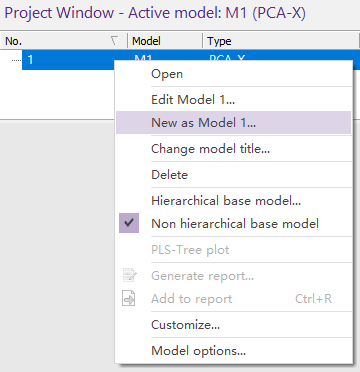 Project Window - Active model: M1 (PCA-X)
No. Model Type
1 M1 PCA-X
Open
Edit Model 1...
New as Model 1...
Change model title...
Delete
Hierarchical base model...
Non hierarchical base model
PLS-Tree plot
Generate report...
Add to report Ctrl+R
Customize...
Model options...